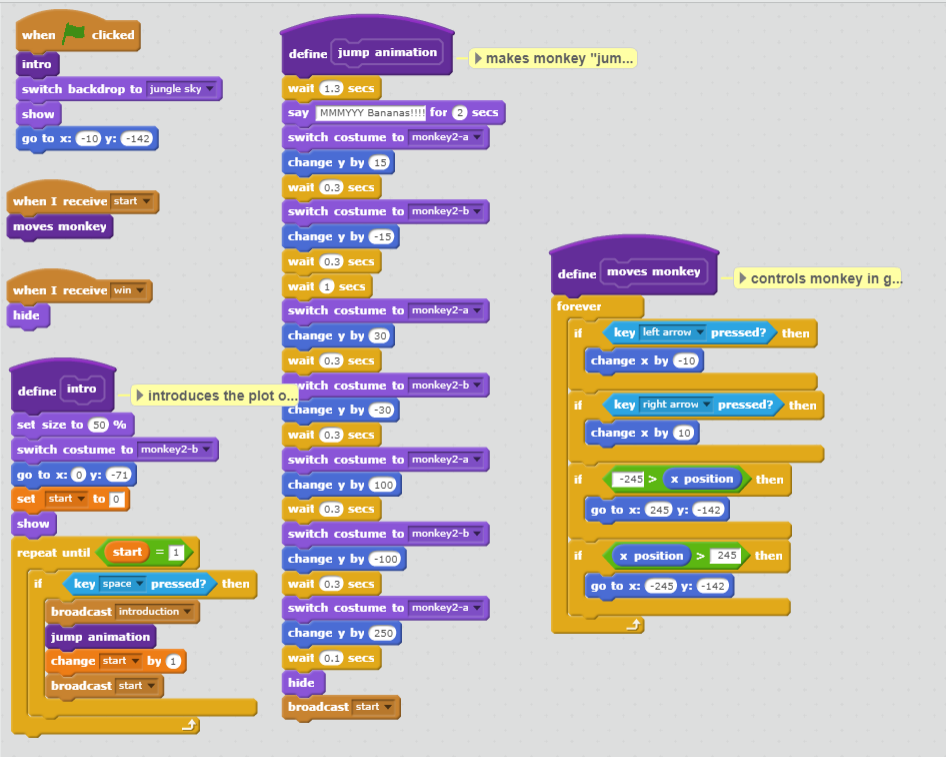 when clicked
intro
switch backdrop to jungle sky
show
go to x: -10 y: -142
when I receive start
moves monkey
when I receive win
hide
define intro
introduces the plot o...
set size to 50 %
switch costume to monkey2-b
go to x: 0 y: -71
set start to 0
show
repeat until start = 1
if key space pressed? then
broadcast introduction
jump animation
change start by 1
broadcast start
define jump animation
makes monkey "jum...
wait 1.3 secs
say MMMYYY Bananas!!!! for 2 secs
switch costume to monkey2-a
change y by 15
wait 0.3 secs
switch costume to monkey2-b
change y by -15
wait 0.3 secs
wait 1 secs
switch costume to monkey2-a
change y by 30
wait 0.3 secs
switch costume to monkey2-b
change y by -30
wait 0.3 secs
switch costume to monkey2-a
change y by 100
wait 0.3 secs
switch costume to monkey2-b
change y by -100
wait 0.3 secs
switch costume to monkey2-a
change y by 250
wait 0.1 secs
hide
broadcast start
define moves monkey
controls monkey in g...
forever
if key left arrow pressed? then
change x by -10
if key right arrow pressed? then
change x by 10
if -245 > x position then
go to x: 245 y: -142
if x position > 245 then
go to x: -245 y: -142